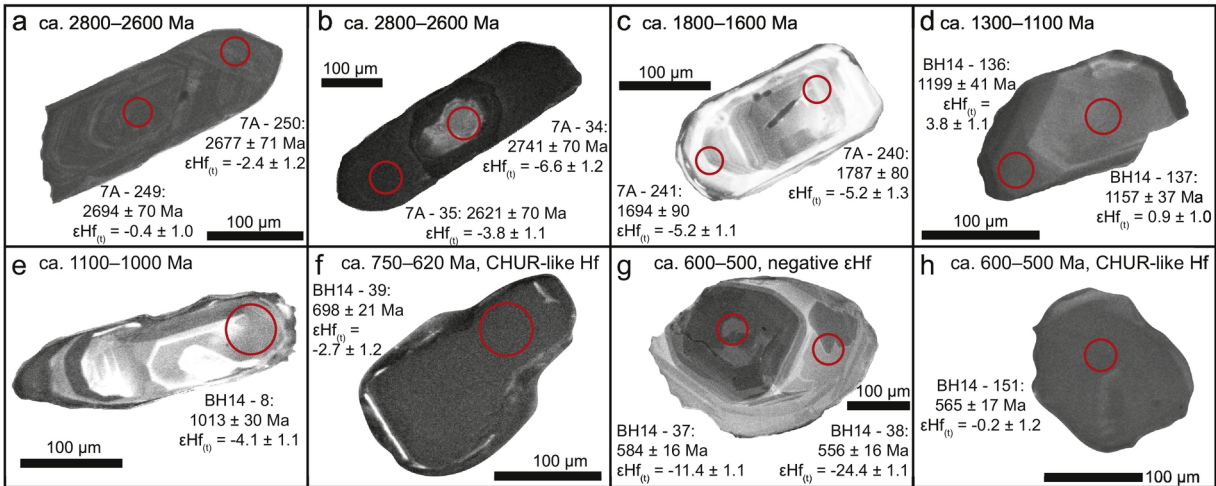 a ca. 2800–2600 Ma
7A - 250:
2677 ± 71 Ma
εHf(t) = -2.4 ± 1.2
7A - 249:
2694 ± 70 Ma
εHf(t) = -0.4 ± 1.0
100 µm
b ca. 2800–2600 Ma
100 µm
7A - 34:
2741 ± 70 Ma
εHf(t) = -6.6 ± 1.2
7A - 35: 2621 ± 70 Ma
εHf(t) = -3.8 ± 1.1
c ca. 1800–1600 Ma
100 µm
7A - 240:
1787 ± 80
εHf(t) = -5.2 ± 1.3
7A - 241:
1694 ± 90
εHf(t) = -5.2 ± 1.1
d ca. 1300–1100 Ma
BH14 - 136:
1199 ± 41 Ma
εHf(t) =
3.8 ± 1.1
BH14 - 137:
1157 ± 37 Ma
εHf(t) = 0.9 ± 1.0
100 µm
e ca. 1100–1000 Ma
BH14 - 8:
1013 ± 30 Ma
εHf(t) = -4.1 ± 1.1
100 µm
f ca. 750–620 Ma, CHUR-like Hf
BH14 - 39:
698 ± 21 Ma
εHf(t) =
-2.7 ± 1.2
100 µm
g ca. 600–500, negative εHf
100 µm
BH14 - 37:
584 ± 16 Ma
εHf(t) = -11.4 ± 1.1
BH14 - 38:
556 ± 16 Ma
εHf(t) = -24.4 ± 1.1
h ca. 600–500 Ma, CHUR-like Hf
BH14 - 151:
565 ± 17 Ma
εHf(t) = -0.2 ± 1.2
100 µm